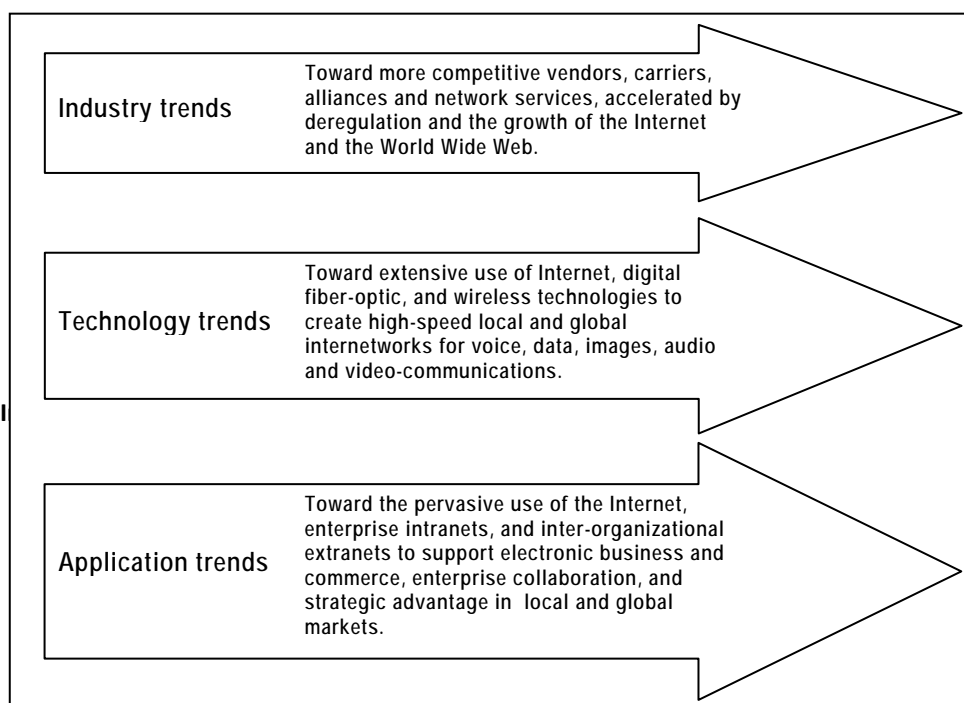 Industry trends
Toward more competitive vendors, carriers,
alliances and network services, accelerated by
deregulation and the growth of the Internet
and the World Wide Web.
Technology trends
Toward extensive use of Internet, digital
fiber-optic, and wireless technologies to
create high-speed local and global
internetworks for voice, data, images, audio
and video-communications.
Application trends
Toward the pervasive use of the Internet,
enterprise intranets, and inter-organizational
extranets to support electronic business and
commerce, enterprise collaboration, and
strategic advantage in local and global
markets.